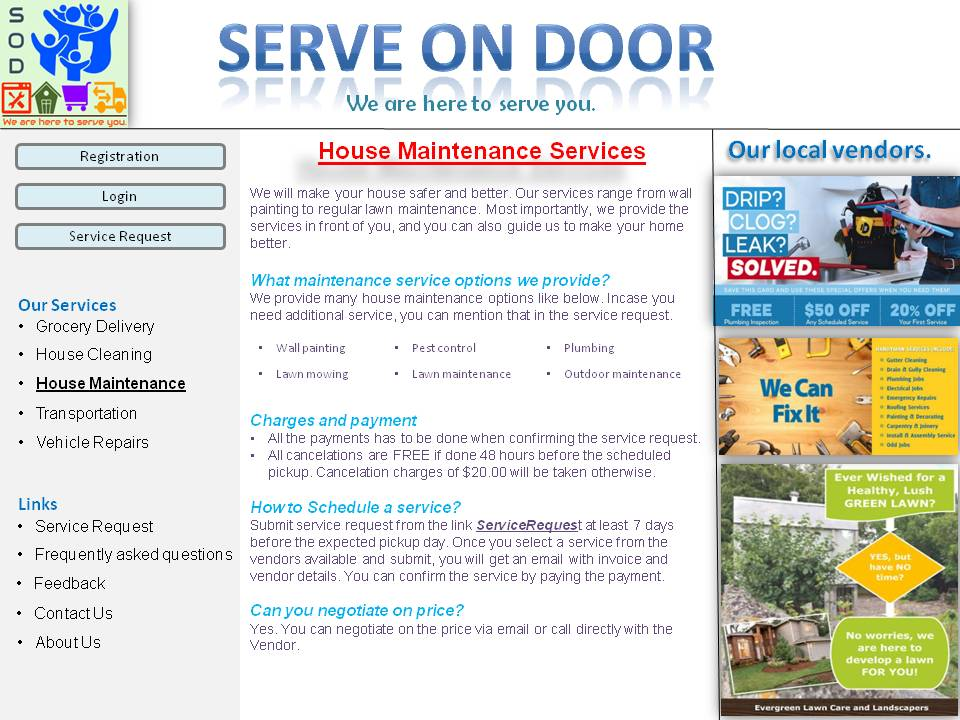 S
O
D
We are here to serve you.
SERVE ON DOOR
We are here to serve you.
Registration
Login
Service Request
Our Services
• Grocery Delivery
• House Cleaning
• House Maintenance
• Transportation
• Vehicle Repairs
Links
• Service Request
• Frequently asked questions
• Feedback
• Contact Us
• About Us
House Maintenance Services
We will make your house safer and better. Our services range from wall
painting to regular lawn maintenance. Most importantly, we provide the
services in front of you, and you can also guide us to make your home
better.
What maintenance service options we provide?
We provide many house maintenance options like below. Incase you
need additional service, you can mention that in the service request.
• Wall painting • Pest control • Plumbing
• Lawn mowing • Lawn maintenance • Outdoor maintenance
Charges and payment
• All the payments has to be done when confirming the service request.
• All cancelations are FREE if done 48 hours before the scheduled
pickup. Cancelation charges of $20.00 will be taken otherwise.
How to Schedule a service?
Submit service request from the link ServiceRequest at least 7 days
before the expected pickup day. Once you select a service from the
vendors available and submit, you will get an email with invoice and
vendor details. You can confirm the service by paying the payment.
Can you negotiate on price?
Yes. You can negotiate on the price via email or call directly with the
Vendor.
Our local vendors.
DRIP?
CLOG?
LEAK?
SOLVED.
SAVE THIS CARD AND USE THESE SPECIAL OFFERS WHEN YOU NEED THEM!
FREE
Plumbing Inspection
$50 OFF
Any Scheduled Service
20% OFF
Your First Service
We Can
Fix It
HANDYMAN SERVICES INCLUDE:
• Gutter Cleaning
• Drain & Gully Cleaning
• Plumbing Jobs
• Electrical Jobs
• Emergency Repairs
• Roofing Services
• Painting & Decorating
• Carpentry & Joinery
• Install & Assembly Service
• Odd Jobs
Ever Wished for a
Healthy, Lush
GREEN LAWN?
YES, but
have NO
time?
No worries, we
are here to
develop a lawn
FOR YOU!
Evergreen Lawn Care and Landscapers